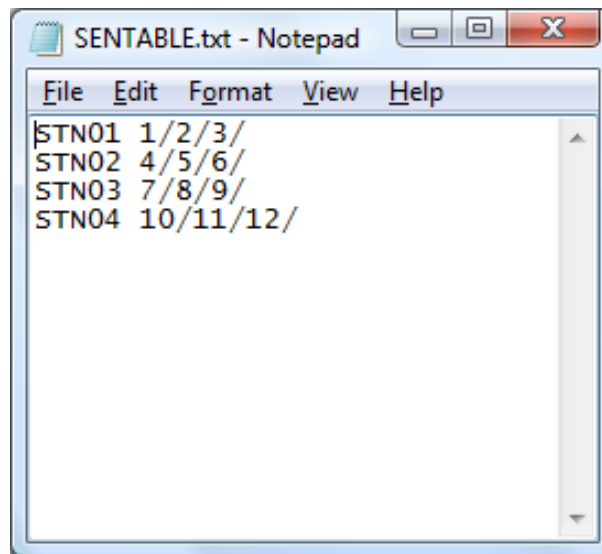 SENTABLE.txt - Notepad
File Edit Format View Help
STN01 1/2/3/
STN02 4/5/6/
STN03 7/8/9/
STN04 10/11/12/